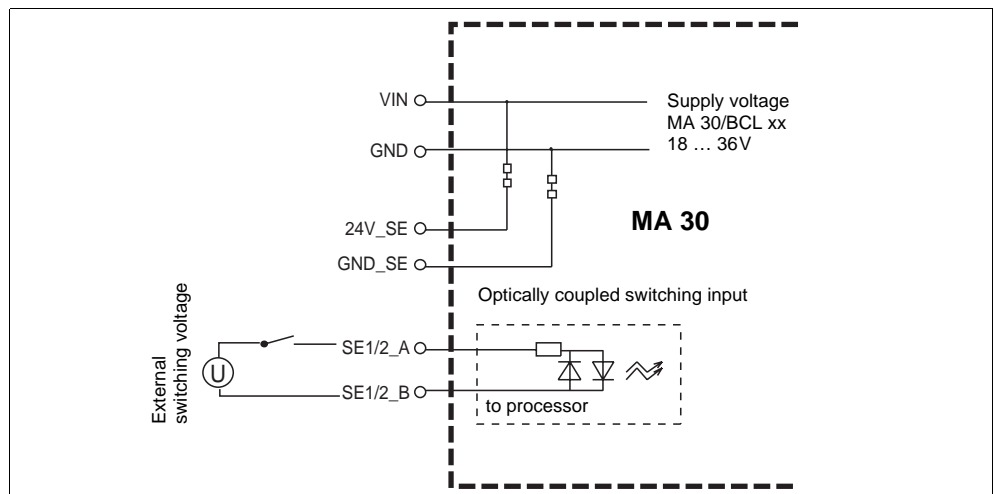 VIN
Supply voltage
MA 30/BCL xx
18 … 36V
GND
MA 30
24V_SE
GND_SE
Optically coupled switching input
External
switching voltage
U
SE1/2_A
SE1/2_B
to processor